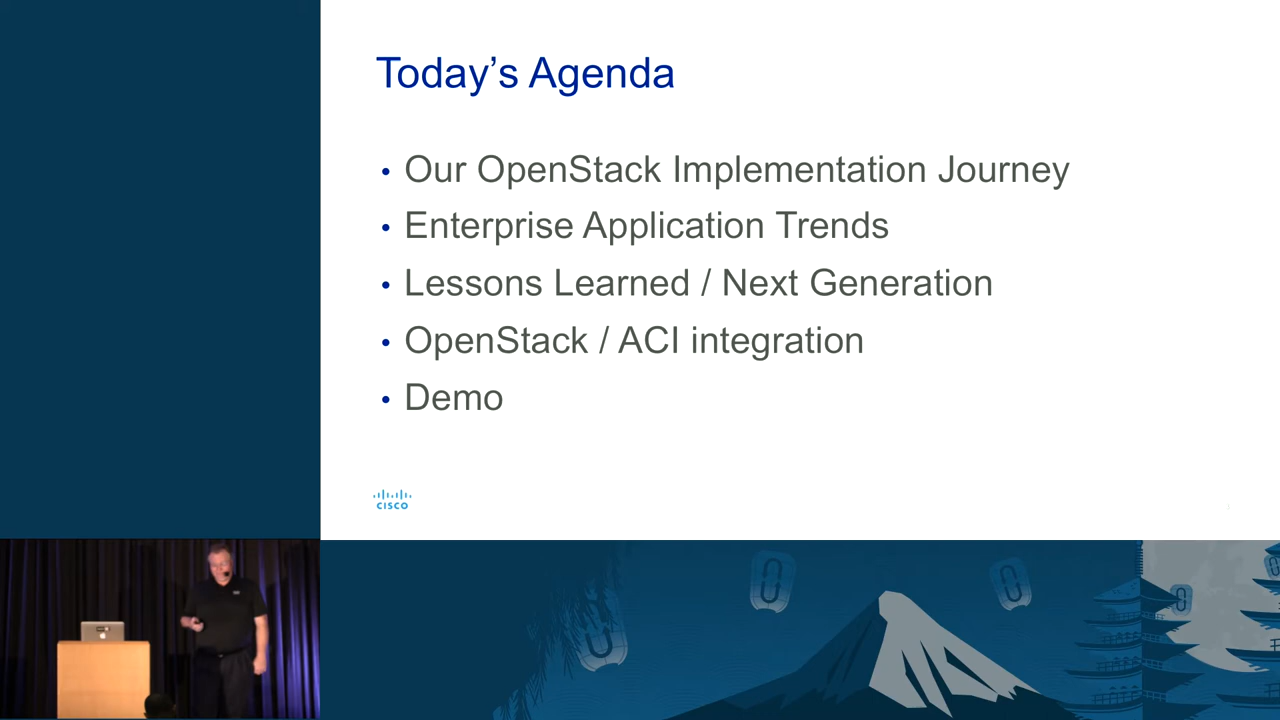 Today’s Agenda
• Our OpenStack Implementation Journey
• Enterprise Application Trends
• Lessons Learned / Next Generation
• OpenStack / ACI integration
• Demo
CISCO